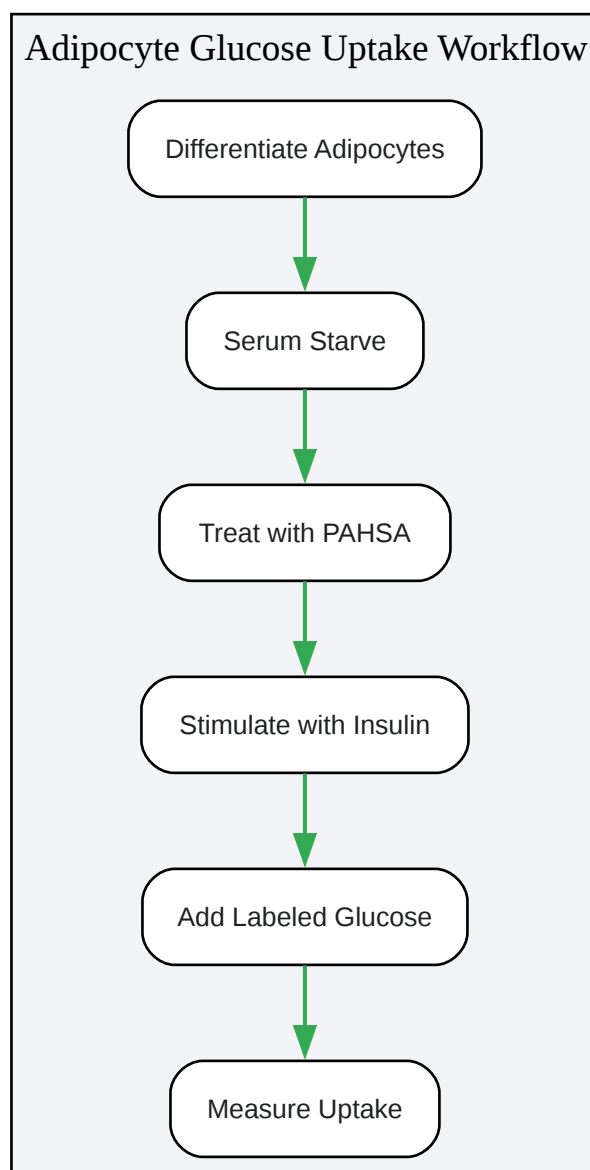 Adipocyte Glucose Uptake Workflow
Differentiate Adipocytes
Serum Starve
Treat with PAHSA
Stimulate with Insulin
Add Labeled Glucose
Measure Uptake